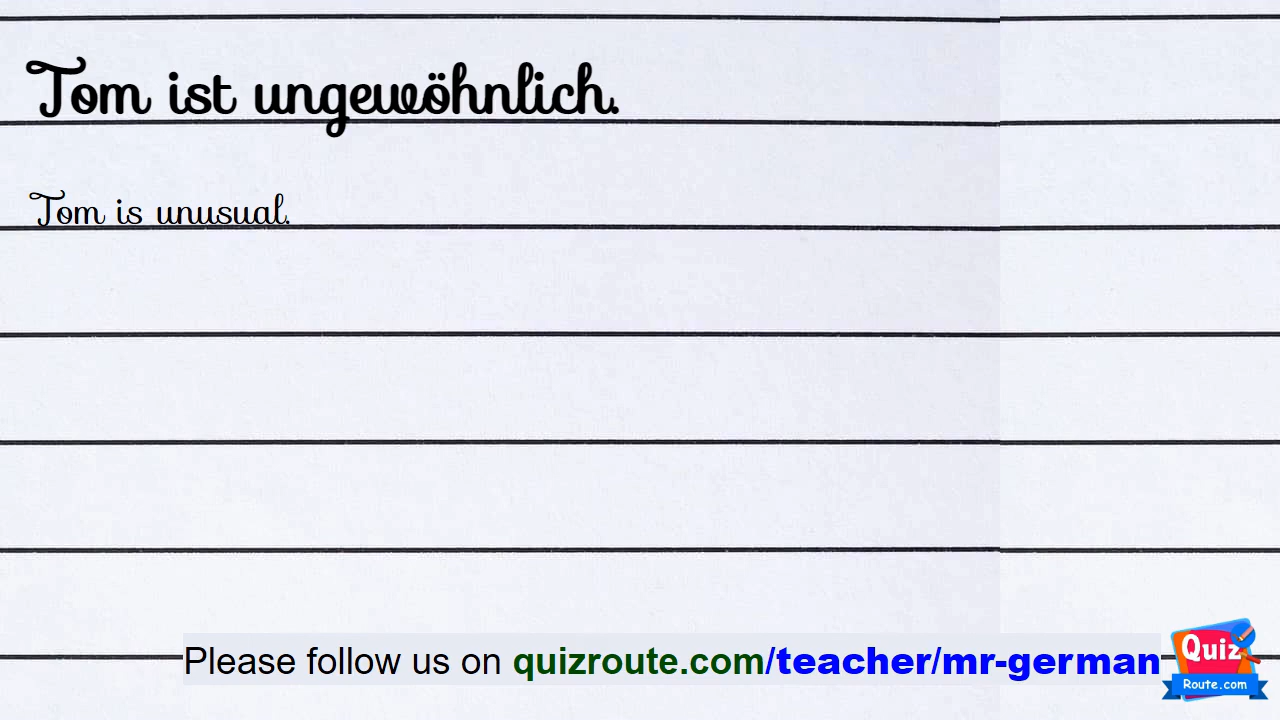 Tom ist ungewöhnlich.
Tom is unusual.
Please follow us on quizroute.com/teacher/mr-german
Quiz
Route.com